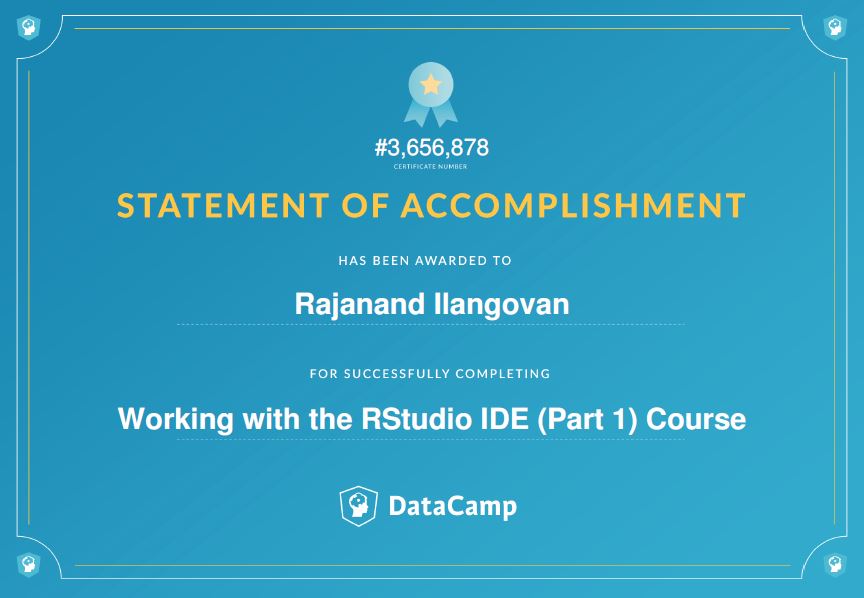 #3,656,878
CERTIFICATE NUMBER
STATEMENT OF ACCOMPLISHMENT
HAS BEEN AWARDED TO
Rajanand Ilangovan
FOR SUCCESSFULLY COMPLETING
Working with the RStudio IDE (Part 1) Course
DataCamp